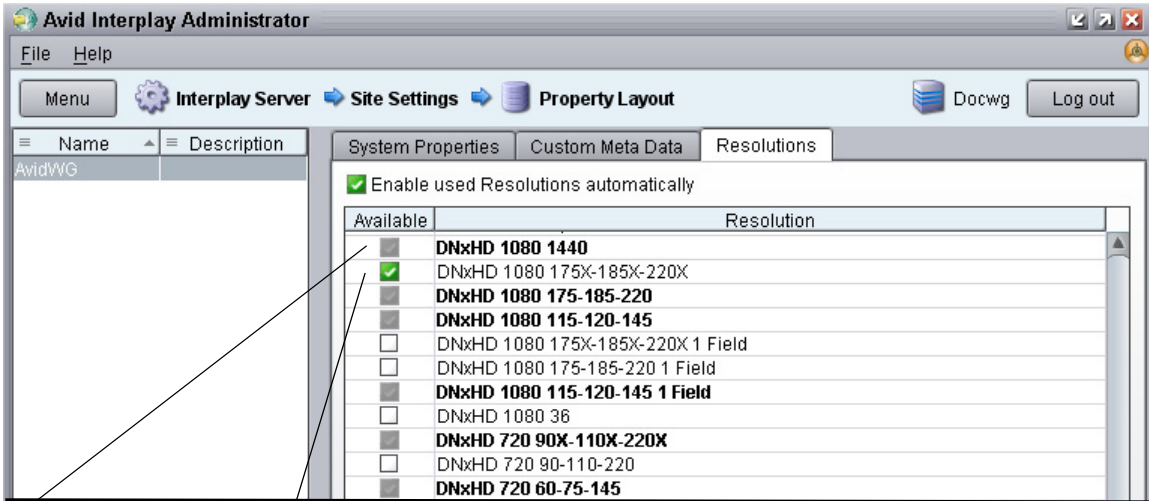 Avid Interplay Administrator
File Help
Menu Interplay Server Site Settings Property Layout Docwg Log out
Name Description
AvidWG
System Properties Custom Meta Data Resolutions
Enable used Resolutions automatically
Available Resolution
DNxHD 1080 1440
DNxHD 1080 175X-185X-220X
DNxHD 1080 175-185-220
DNxHD 1080 115-120-145
DNxHD 1080 175X-185X-220X 1 Field
DNxHD 1080 175-185-220 1 Field
DNxHD 1080 115-120-145 1 Field
DNxHD 1080 36
DNxHD 720 90X-110X-220X
DNxHD 720 90-110-220
DNxHD 720 60-75-145